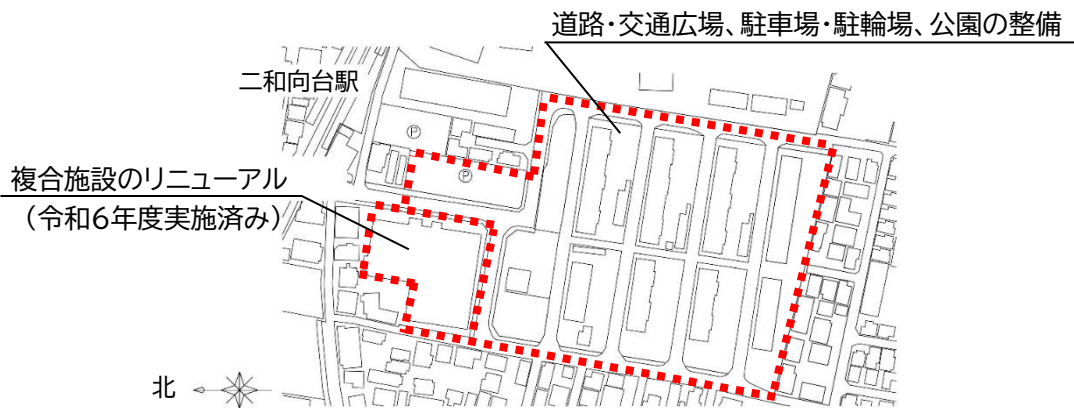 道路・交通広場、駐車場・駐輪場、公園の整備
二和向台駅
Ⓟ
Ⓟ
複合施設のリニューアル
（令和６年度実施済み）
北